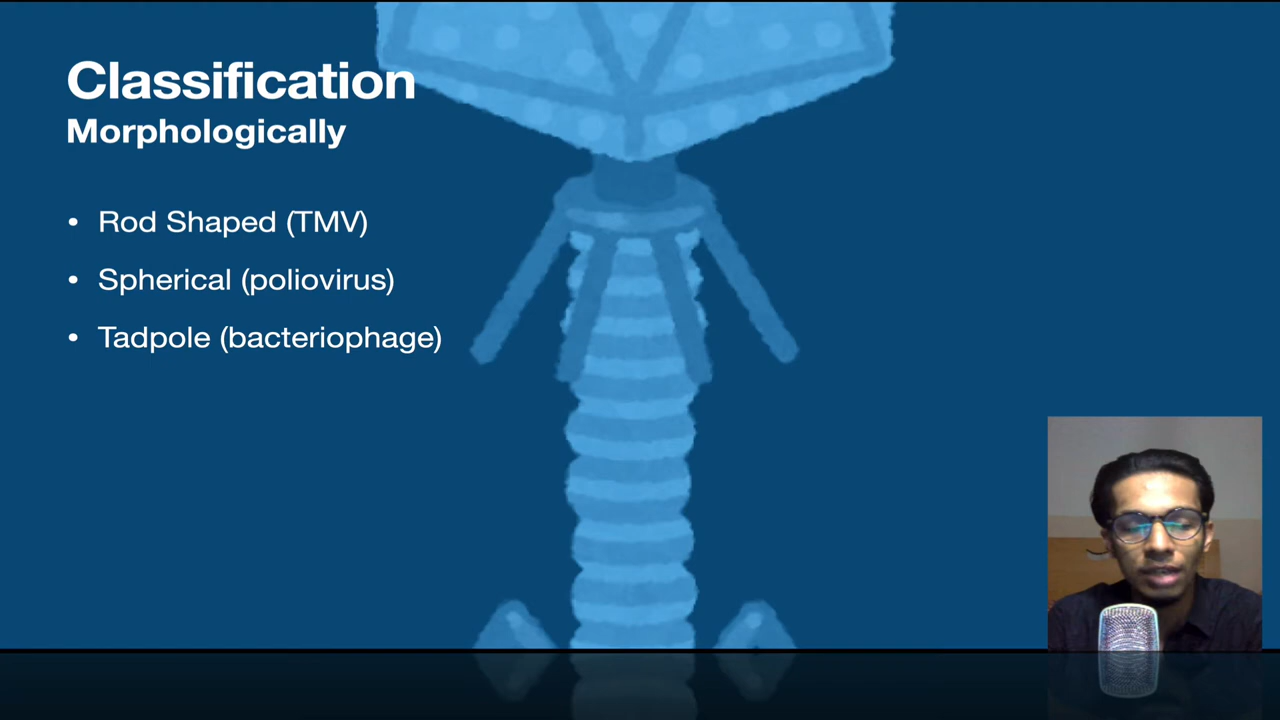 Classification
Morphologically
• Rod Shaped (TMV)
• Spherical (poliovirus)
• Tadpole (bacteriophage)